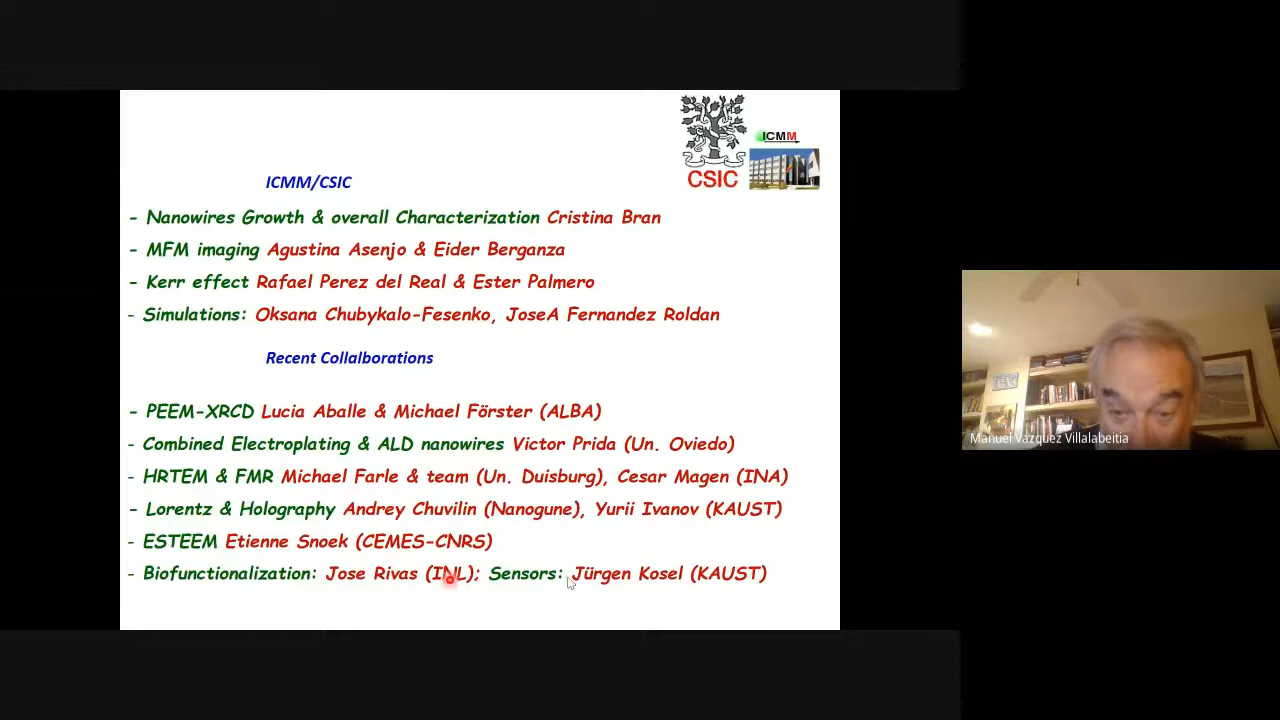 CSIC
ICMM
ICMM/CSIC
- Nanowires Growth & overall Characterization Cristina Bran
- MFM imaging Agustina Asenjo & Eider Berganza
- Kerr effect Rafael Perez del Real & Ester Palmero
- Simulations: Oksana Chubykalo-Fesenko, JoseA Fernandez Roldan
Recent Collalborations
- PEEM-XRCD Lucia Aballe & Michael Förster (ALBA)
- Combined Electroplating & ALD nanowires Victor Prida (Un. Oviedo)
- HRTEM & FMR Michael Farle & team (Un. Duisburg), Cesar Magen (INA)
- Lorentz & Holography Andrey Chuvilin (Nanogune), Yurii Ivanov (KAUST)
- ESTEEM Etienne Snoek (CEMES-CNRS)
- Biofunctionalization: Jose Rivas (INL); Sensors: Jürgen Kosel (KAUST)
Manuel Vázquez Villalabeitia